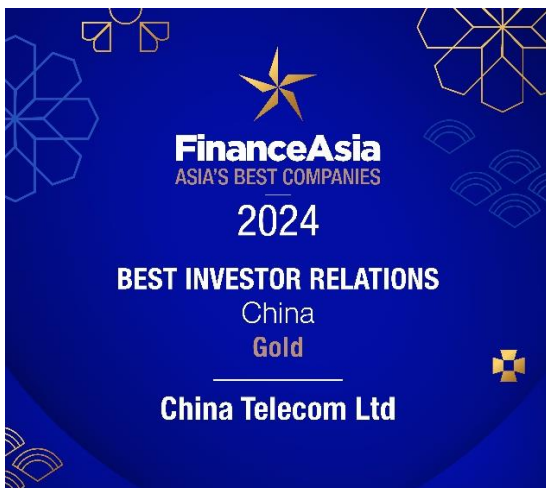 FinanceAsia
ASIA'S BEST COMPANIES
2024
BEST INVESTOR RELATIONS
China
Gold
China Telecom Ltd